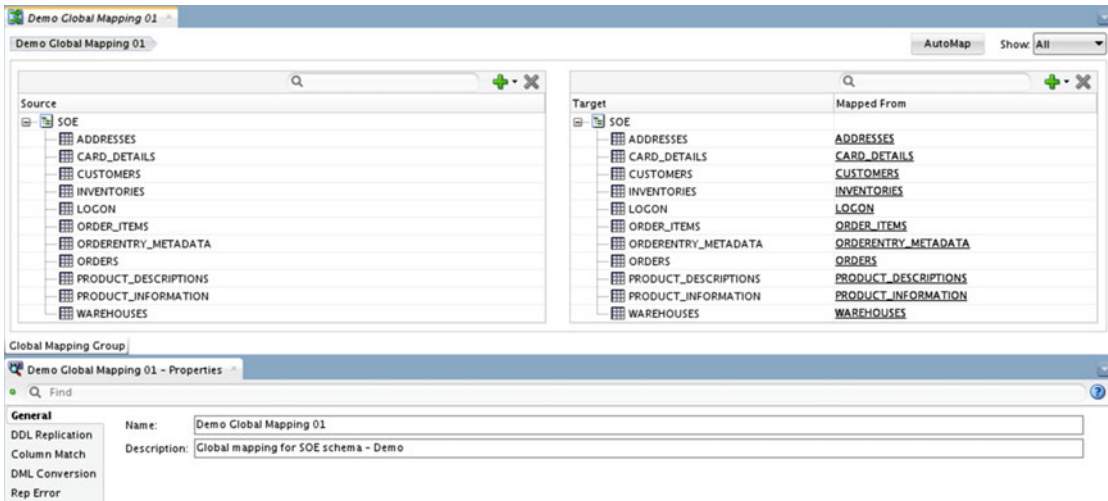 Demo Global Mapping 01
Demo Global Mapping 01
AutoMap Show: All
Source
SOE
ADDRESSES
CARD_DETAILS
CUSTOMERS
INVENTORIES
LOGON
ORDER_ITEMS
ORDERENTRY_METADATA
ORDERS
PRODUCT_DESCRIPTIONS
PRODUCT_INFORMATION
WAREHOUSES
Target Mapped From
SOE
ADDRESSES ADDRESSES
CARD_DETAILS CARD_DETAILS
CUSTOMERS CUSTOMERS
INVENTORIES INVENTORIES
LOGON LOGON
ORDER_ITEMS ORDER_ITEMS
ORDERENTRY_METADATA ORDERENTRY_METADATA
ORDERS ORDERS
PRODUCT_DESCRIPTIONS PRODUCT_DESCRIPTIONS
PRODUCT_INFORMATION PRODUCT_INFORMATION
WAREHOUSES WAREHOUSES
Global Mapping Group
Demo Global Mapping 01 - Properties
Find
General
DDL Replication
Column Match
DML Conversion
Rep Error
Name: Demo Global Mapping 01
Description: Global mapping for SOE schema - Demo